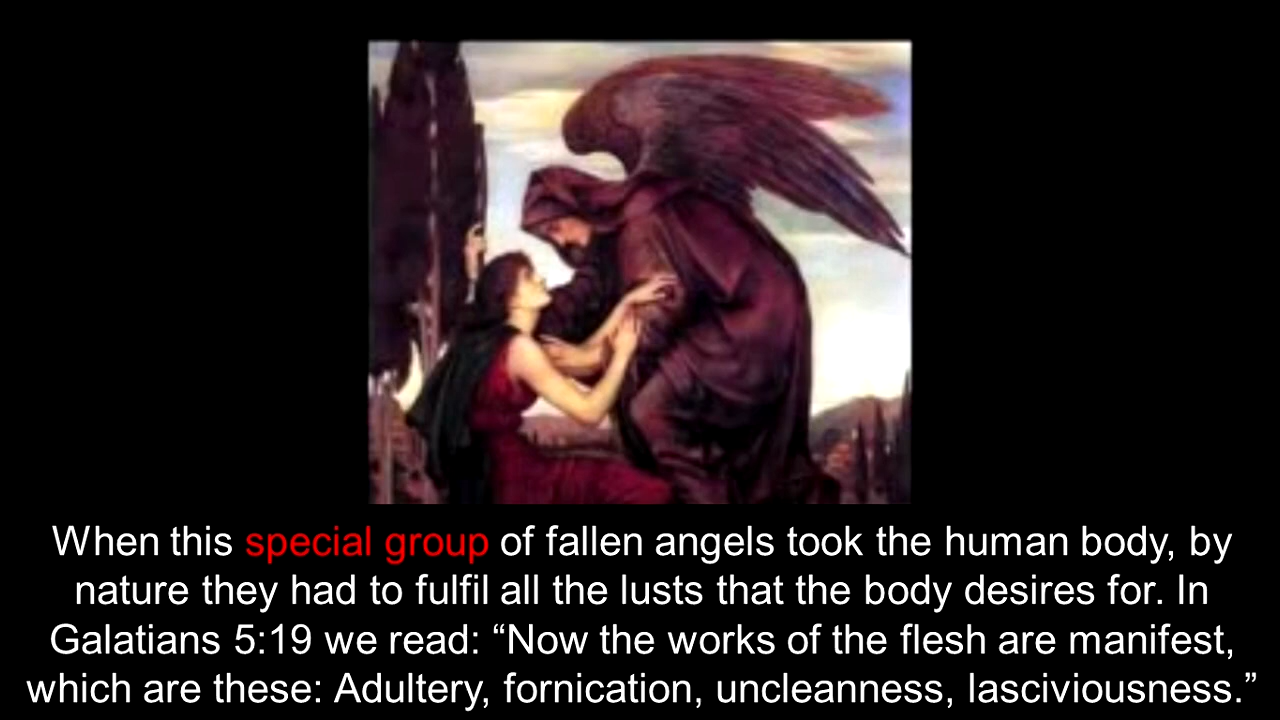 When this special group of fallen angels took the human body, by
nature they had to fulfil all the lusts that the body desires for. In
Galatians 5:19 we read: “Now the works of the flesh are manifest,
which are these: Adultery, fornication, uncleanness, lasciviousness.”